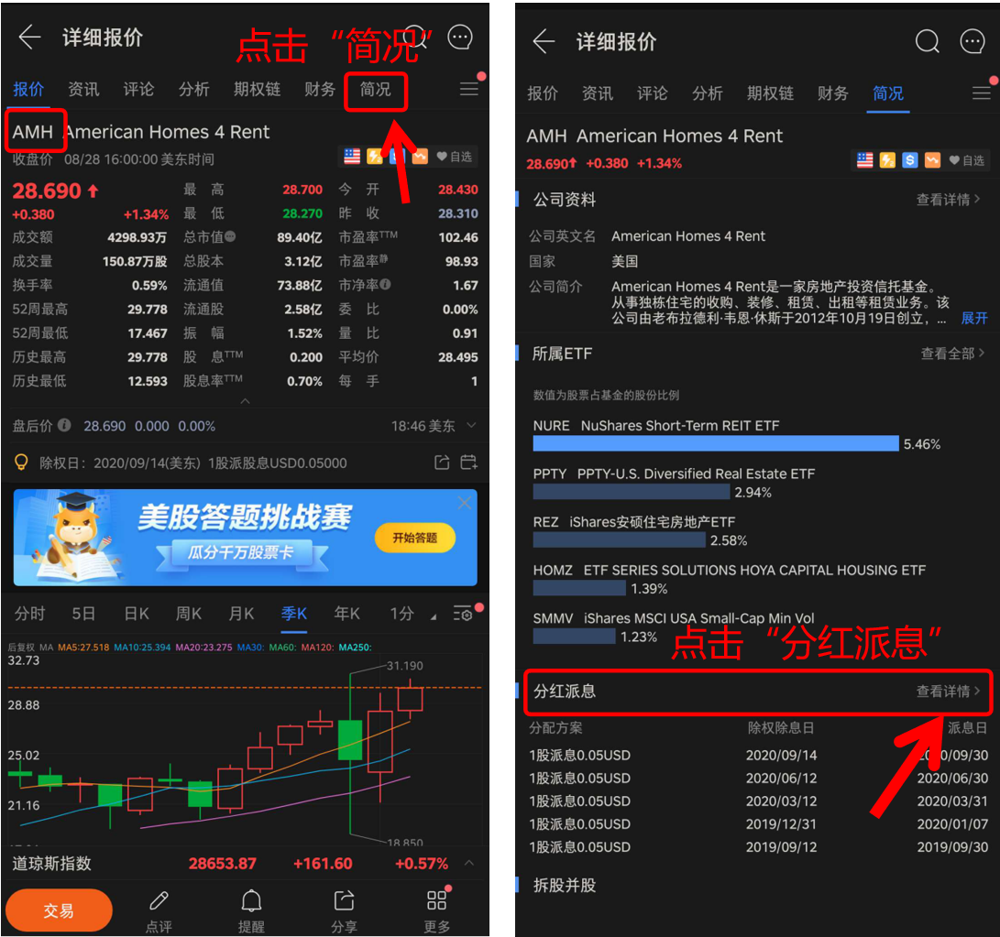 详细报价
点击“简况”
报价 资讯 评论 分析 期权链 财务 简况
AMH American Homes 4 Rent
收盘价 08/28 16:00:00 美东时间
自选
28.690 最高 28.700 今开 28.430
+0.380 +1.34% 最低 28.270 昨收 28.310
成交额 4298.93万 总市值 89.40亿 市盈率TTM 102.46
成交量 150.87万股 总股本 3.12亿 市盈率静 98.93
换手率 0.59% 流通值 73.88亿 市净率 1.67
52周最高 29.778 流通股 2.58亿 委比 0.00%
52周最低 17.467 振幅 1.52% 量比 0.91
历史最高 29.778 股息TTM 0.200 平均价 28.495
历史最低 12.593 股息率TTM 0.70% 每手 1
盘后价 28.690 0.000 0.00% 18:46 美东
除权日：2020/09/14(美东) 1股派股息USD0.05000
美股答题挑战赛
瓜分千万股票卡
开始答题
分时 5日 日K 周K 月K 季K 年K 1分
后复权 MA MA5:27.518 MA10:25.394 MA20:23.275 MA30: MA60: MA120: MA250:
32.73
31.190
28.88
25.02
21.16
18.850
道琼斯指数 28653.87 +161.60 +0.57%
交易 点评 提醒 分享 更多
详细报价
报价 资讯 评论 分析 期权链 财务 简况
AMH American Homes 4 Rent
28.690 +0.380 +1.34% 自选
公司资料 查看详情
公司英文名 American Homes 4 Rent
国家 美国
公司简介 American Homes 4 Rent是一家房地产投资信托基金。
从事独栋住宅的收购、装修、租赁、出租等租赁业务。该
公司由老布拉德利·韦恩·休斯于2012年10月19日创立，... 展开
所属ETF 查看全部
数值为股票占基金的股份比例
NURE NuShares Short-Term REIT ETF
5.46%
PPTY PPTY-U.S. Diversified Real Estate ETF
2.94%
REZ iShares安硕住宅房地产ETF
2.58%
HOMZ ETF SERIES SOLUTIONS HOYA CAPITAL HOUSING ETF
1.39%
SMMV iShares MSCI USA Small-Cap Min Vol
1.23%
点击“分红派息”
分红派息 查看详情
分配方案 除权除息日 派息日
1股派息0.05USD 2020/09/14 2020/09/30
1股派息0.05USD 2020/06/12 2020/06/30
1股派息0.05USD 2020/03/12 2020/03/31
1股派息0.05USD 2019/12/31 2020/01/07
1股派息0.05USD 2019/09/12 2019/09/30
拆股并股